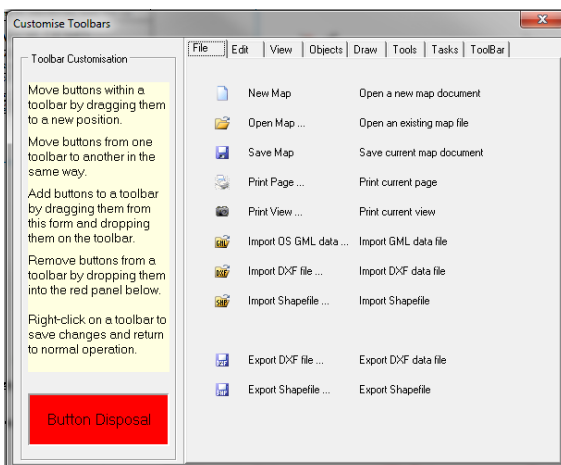 Customise Toolbars
Toolbar Customisation
Move buttons within a
toolbar by dragging them
to a new position.
Move buttons from one
toolbar to another in the
same way.
Add buttons to a toolbar
by dragging them from
this form and dropping
them on the toolbar.
Remove buttons from a
toolbar by dropping them
into the red panel below.
Right-click on a toolbar to
save changes and return
to normal operation.
Button Disposal
File Edit View Objects Draw Tools Tasks ToolBar
New Map Open a new map document
Open Map ... Open an existing map file
Save Map Save current map document
Print Page ... Print current page
Print View ... Print current view
Import OS GML data ... Import GML data file
Import DXF file ... Import DXF data file
Import Shapefile ... Import Shapefile
Export DXF file ... Export DXF data file
Export Shapefile ... Export Shapefile